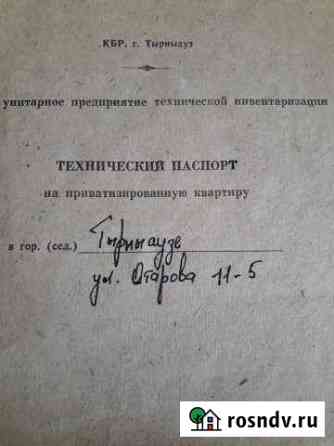 КБР, г. Тырныауз
унитарное предприятие технической инвентаризации
ТЕХНИЧЕСКИЙ ПАСПОРТ
на приватизированную квартиру
в гор. (сел.) Тырныаузе
ул. Отарова 11-5
rosndv.ru